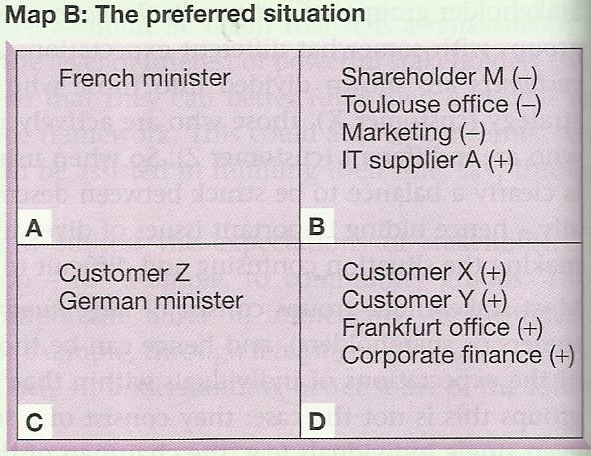 Map B: The preferred situation
French minister
Shareholder M (–)
Toulouse office (–)
Marketing (–)
IT supplier A (+)
A
B
Customer Z
German minister
Customer X (+)
Customer Y (+)
Frankfurt office (+)
Corporate finance (+)
C
D